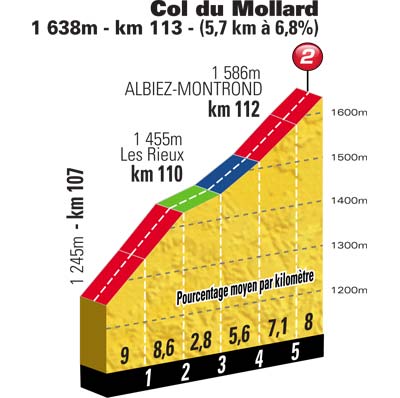 Col du Mollard
1 638m - km 113 - (5,7 km à 6,8%)
2
1 586m
ALBIEZ-MONTROND
km 112
1 455m
Les Rieux
km 110
1 245m - km 107
1600m
1500m
1400m
1300m
1200m
Pourcentage moyen par kilomètre
9 8,6 2,8 5,6 7,1 8
1 2 3 4 5